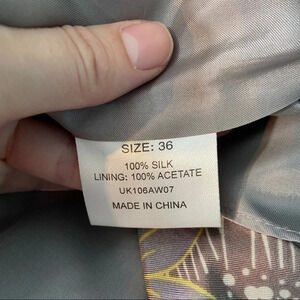 SIZE: 36
100% SILK
LINING: 100% ACETATE
UK106AW07
MADE IN CHINA